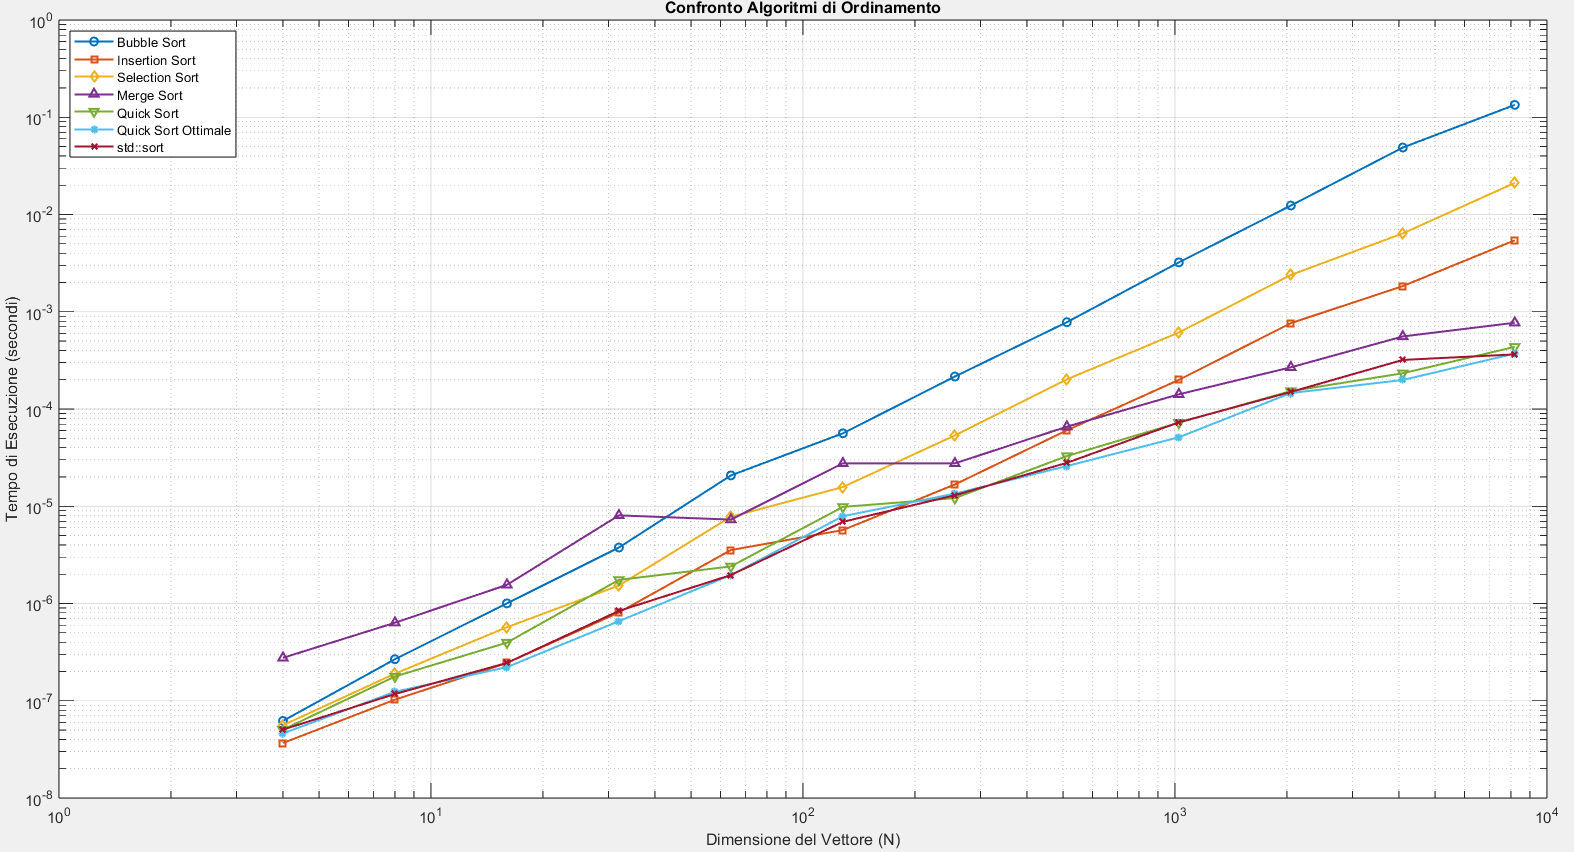 Confronto Algoritmi di Ordinamento
Bubble Sort
Insertion Sort
Selection Sort
Merge Sort
Quick Sort
Quick Sort Ottimale
std::sort
Tempo di Esecuzione (secondi)
10^0
10^-1
10^-2
10^-3
10^-4
10^-5
10^-6
10^-7
10^-8
10^0 10^1 10^2 10^3 10^4
Dimensione del Vettore (N)